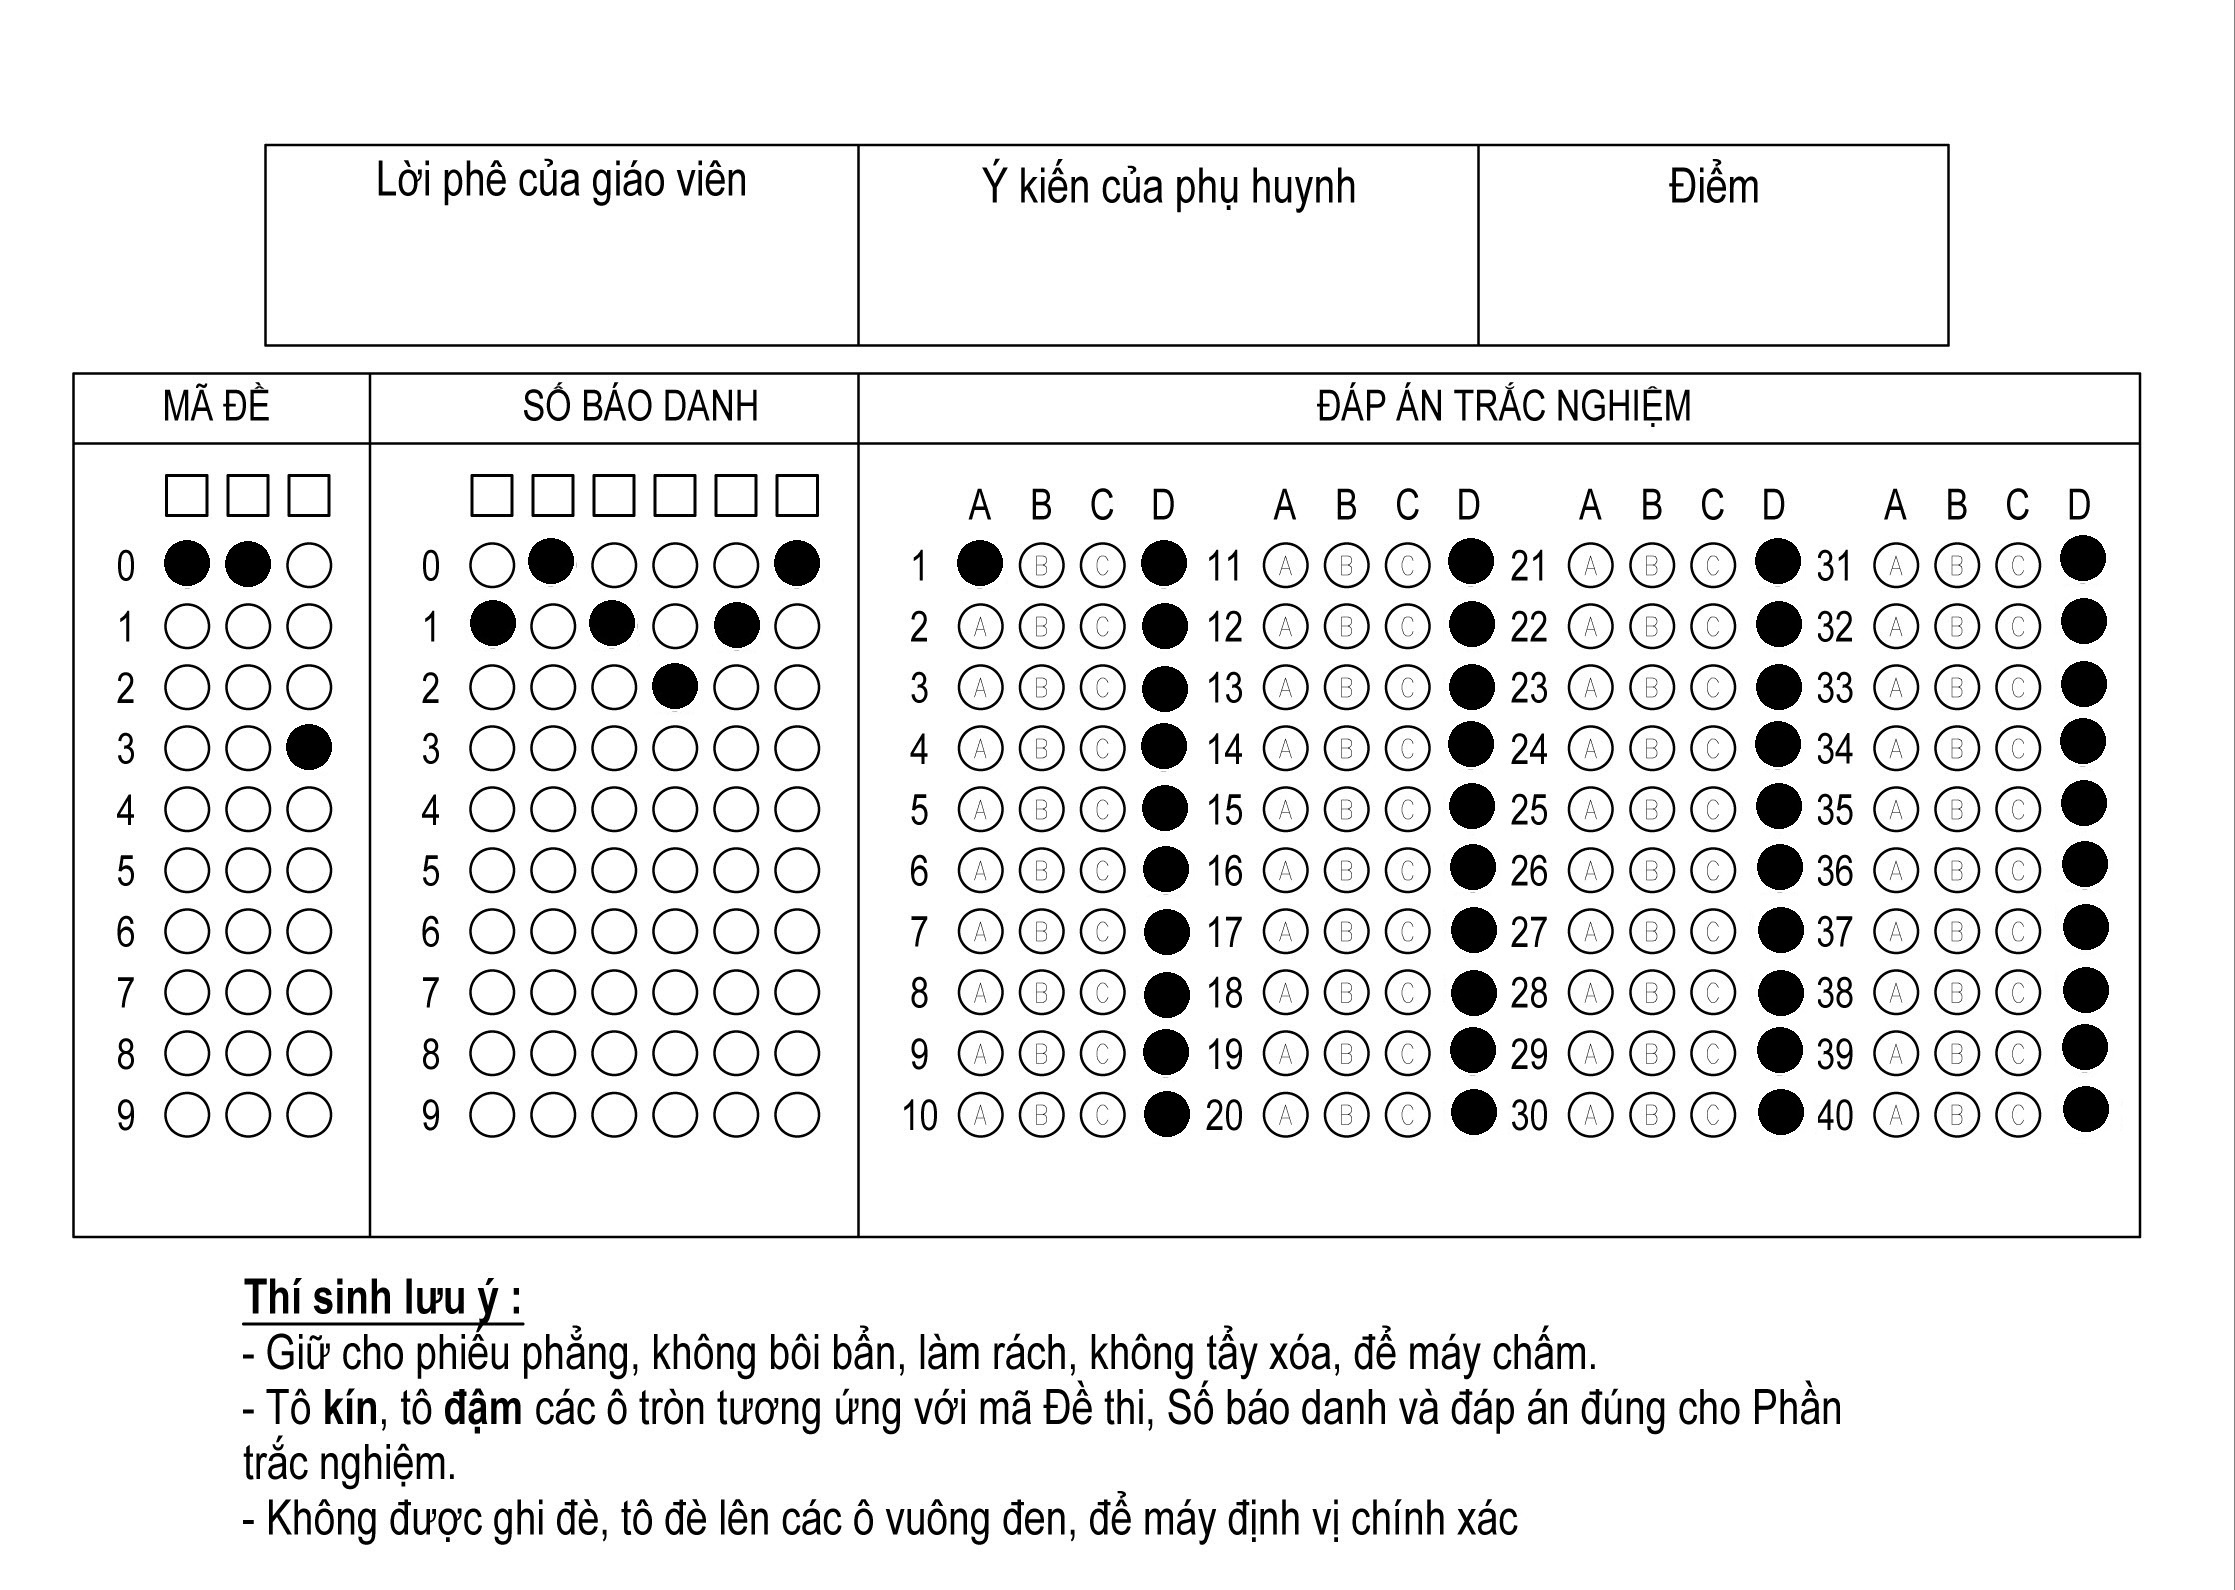 Lời phê của giáo viên Ý kiến của phụ huynh Điểm
MÃ ĐỀ SỐ BÁO DANH ĐÁP ÁN TRẮC NGHIỆM
A B C D A B C D A B C D A B C D
0 0 1 B C 11 A B C 21 A B C 31 A B C
1 1 2 A B C 12 A B C 22 A B C 32 A B C
2 2 3 A B C 13 A B C 23 A B C 33 A B C
3 3 4 A B C 14 A B C 24 A B C 34 A B C
4 4 5 A B C 15 A B C 25 A B C 35 A B C
5 5 6 A B C 16 A B C 26 A B C 36 A B C
6 6 7 A B C 17 A B C 27 A B C 37 A B C
7 7 8 A B C 18 A B C 28 A B C 38 A B C
8 8 9 A B C 19 A B C 29 A B C 39 A B C
9 9 10 A B C 20 A B C 30 A B C 40 A B C
Thí sinh lưu ý :
- Giữ cho phiếu phẳng, không bôi bẩn, làm rách, không tẩy xóa, để máy chấm.
- Tô kín, tô đậm các ô tròn tương ứng với mã Đề thi, Số báo danh và đáp án đúng cho Phần
trắc nghiệm.
- Không được ghi đè, tô đè lên các ô vuông đen, để máy định vị chính xác